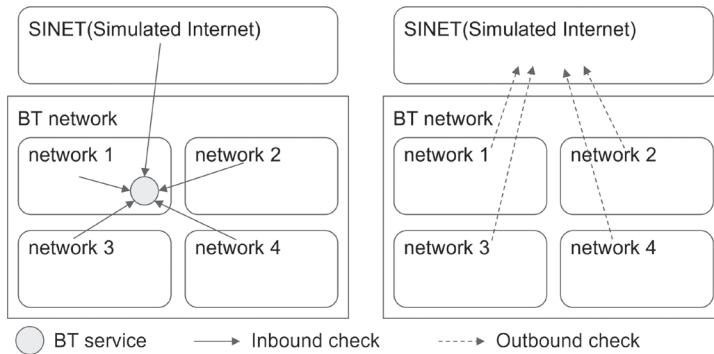 SINET(Simulated Internet)
BT network
network 1
network 2
network 3
network 4
SINET(Simulated Internet)
BT network
network 1
network 2
network 3
network 4
BT service
Inbound check
Outbound check